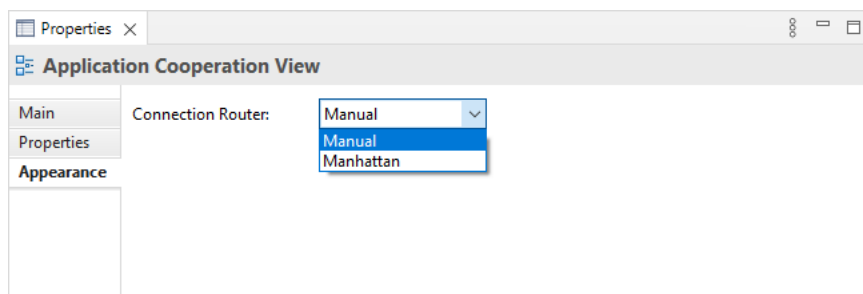 Properties
Application Cooperation View
Main
Connection Router:
Manual
Properties
Manual
Manhattan
Appearance